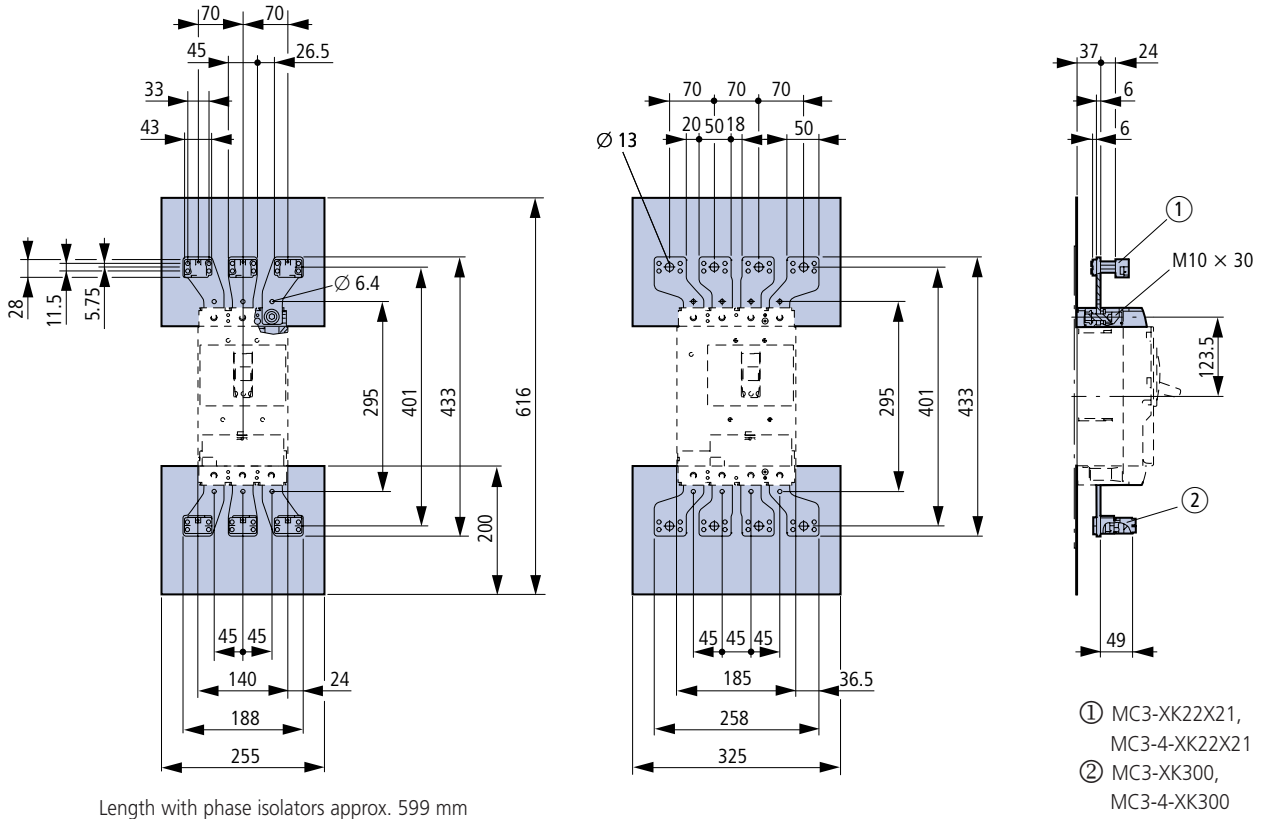 70 70
45 26.5
33
43
28
11.5
5.75
Ø 6.4
295
401
433
616
200
45 45
140 24
188
255
Length with phase isolators approx. 599 mm
70 70 70
20 50 18 50
Ø 13
295
401
433
45 45 45
185 36.5
258
325
37 24
6
6
①
M10 × 30
123.5
②
49
① MC3-XK22X21,
MC3-4-XK22X21
② MC3-XK300,
MC3-4-XK300